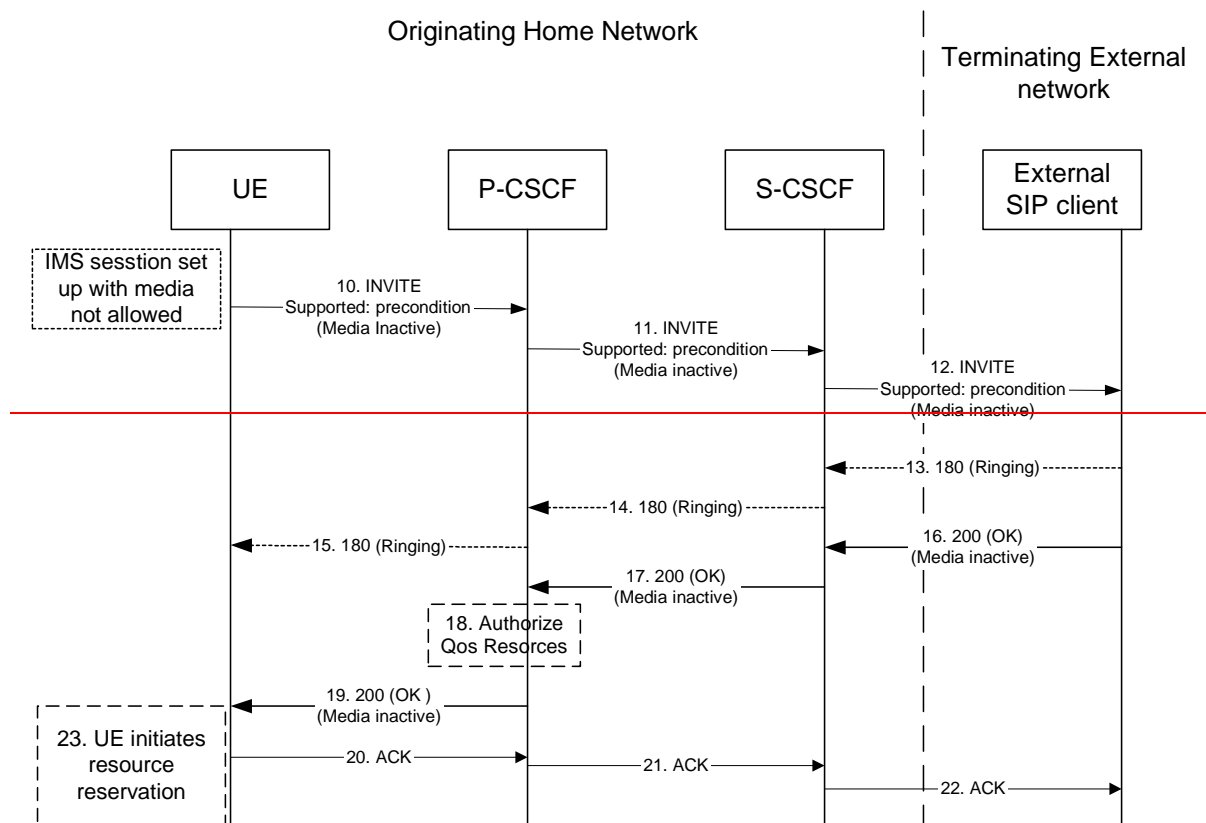 Originating Home Network
Terminating External
network
UE
P-CSCF
S-CSCF
External
SIP client
IMS sesstion set
up with media
not allowed
10. INVITE
Supported: precondition
(Media Inactive)
11. INVITE
Supported: precondition
(Media inactive)
12. INVITE
Supported: precondition
(Media inactive)
13. 180 (Ringing)
14. 180 (Ringing)
15. 180 (Ringing)
16. 200 (OK)
(Media inactive)
17. 200 (OK)
(Media inactive)
18. Authorize
Qos Resorces
19. 200 (OK )
(Media inactive)
20. ACK
21. ACK
22. ACK
23. UE initiates
resource
reservation